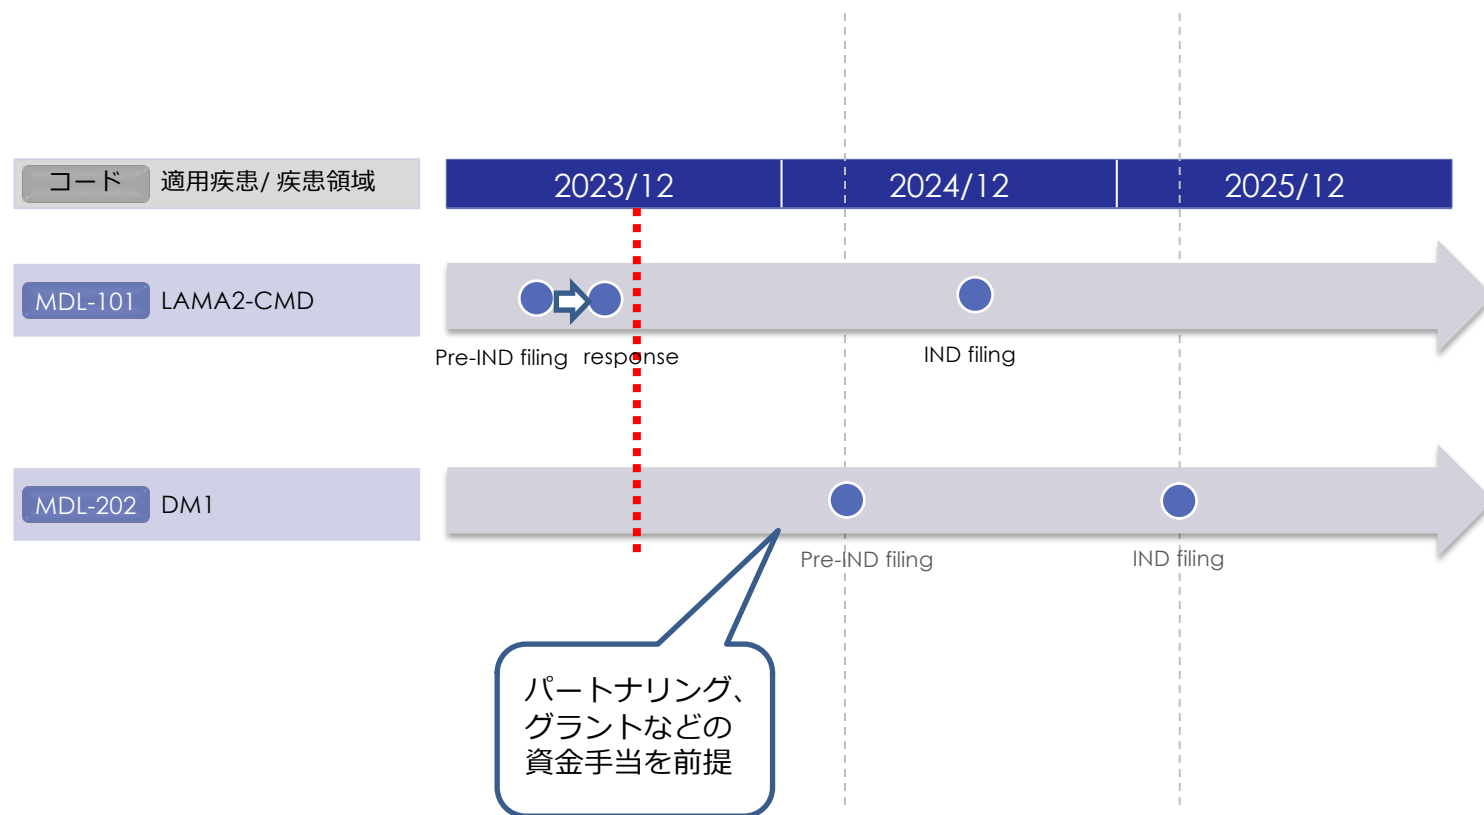 コード 適用疾患/ 疾患領域 2023/12 2024/12 2025/12
MDL-101 LAMA2-CMD
Pre-IND filing response IND filing
MDL-202 DM1
Pre-IND filing IND filing
パートナリング、
グラントなどの
資金手当を前提